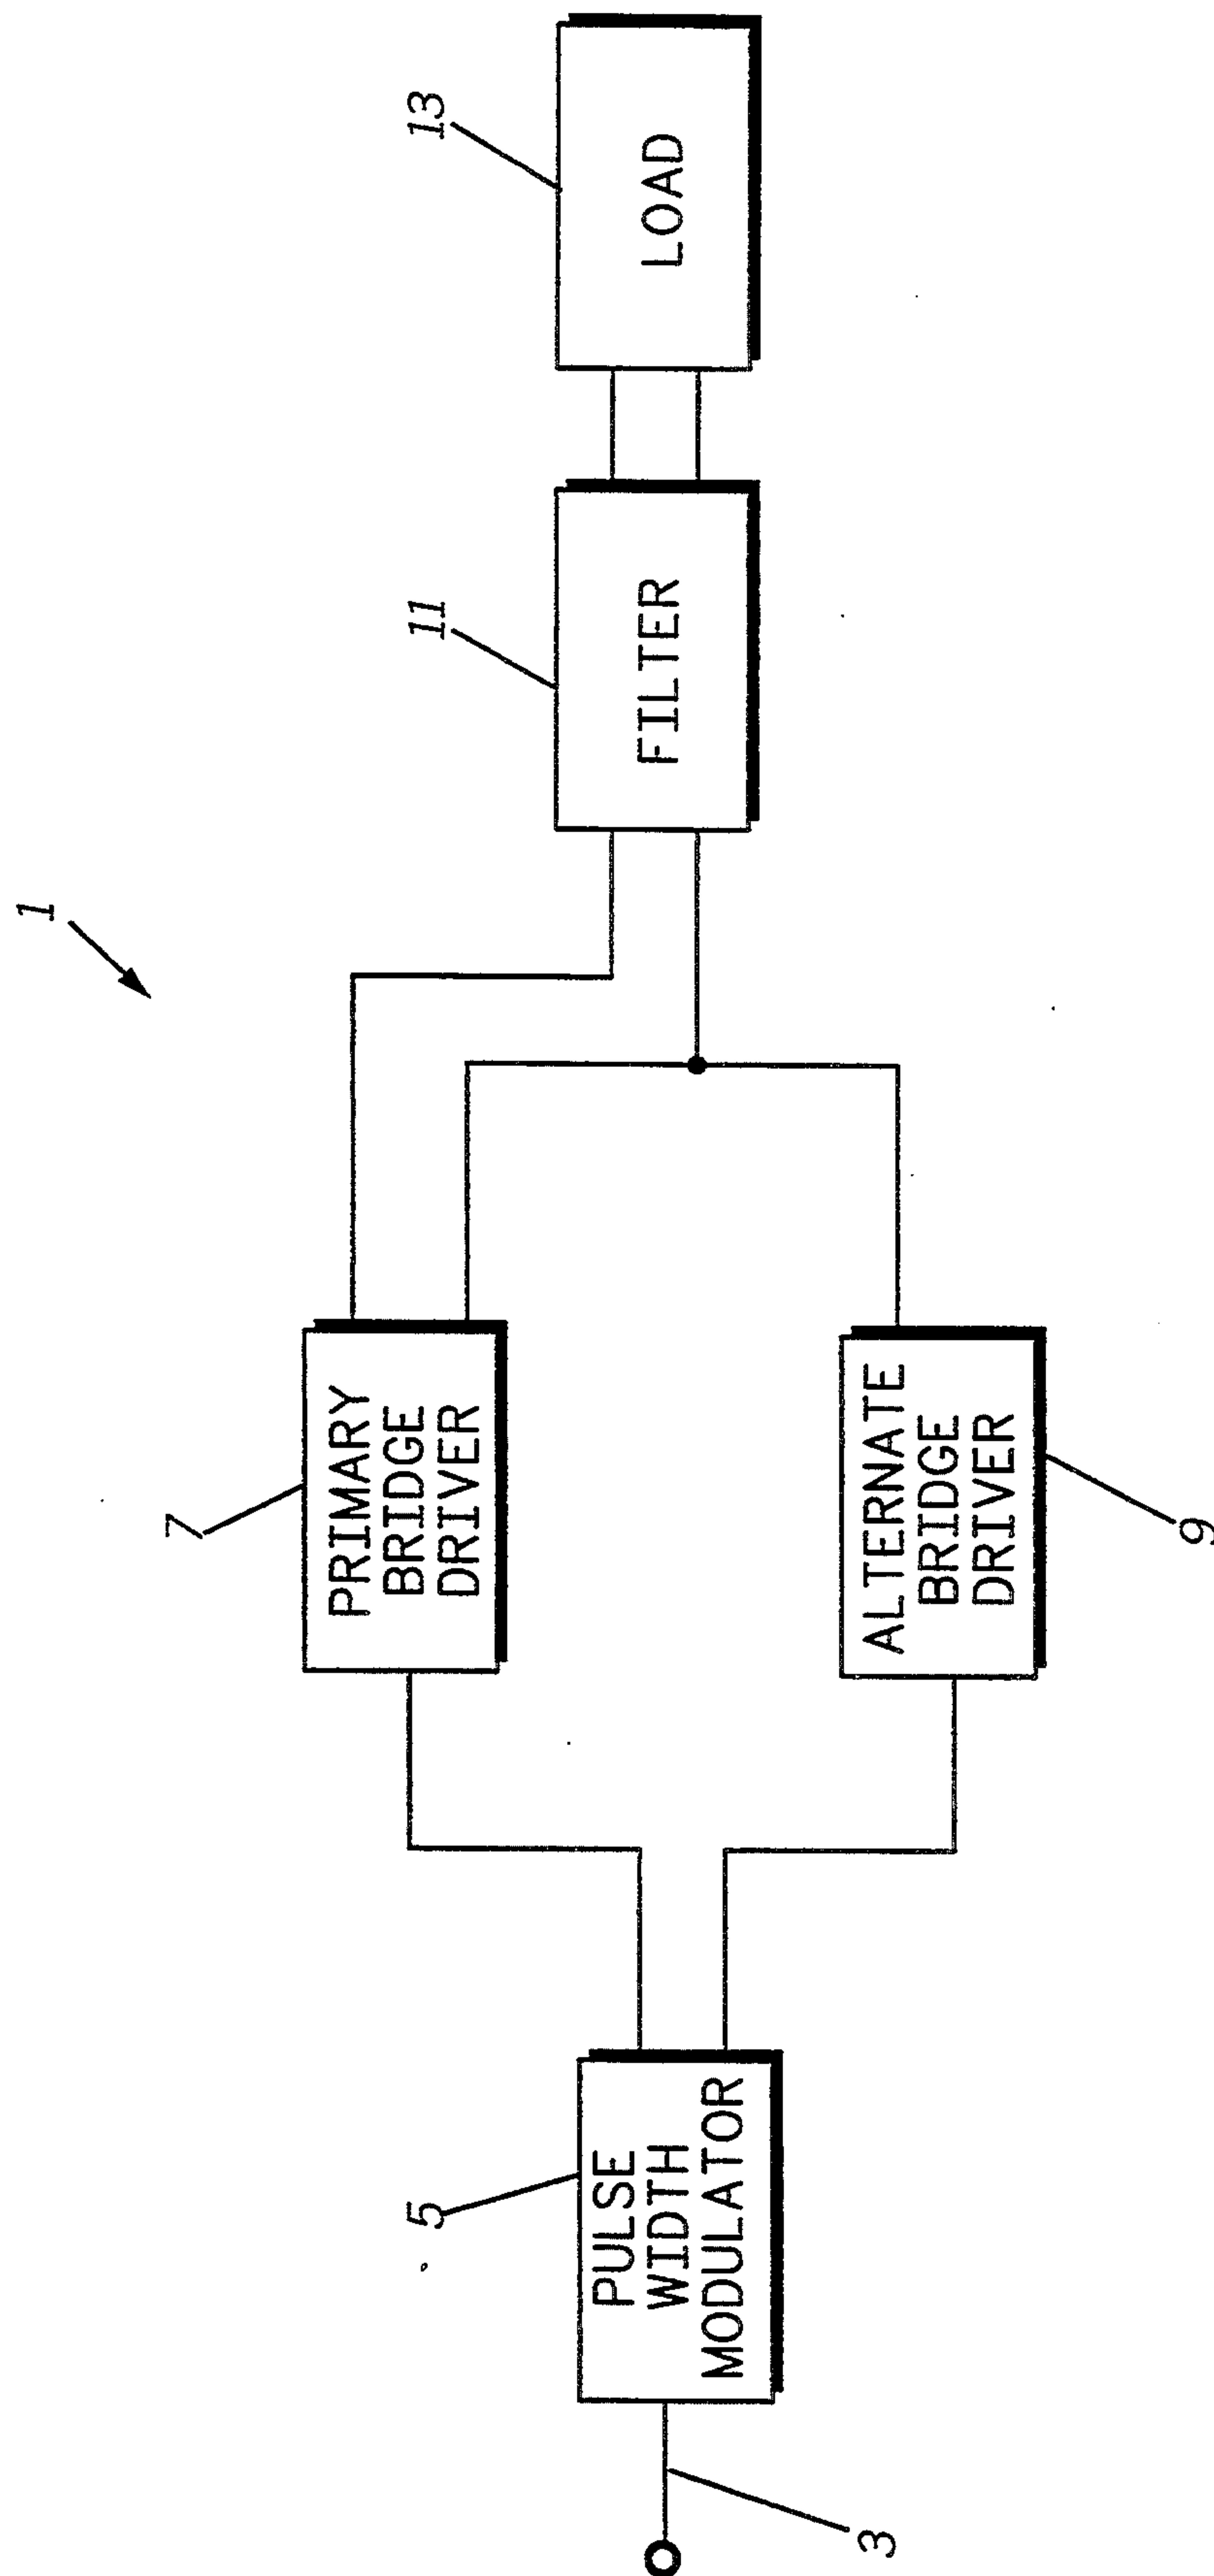 1
3
5
PULSE
WIDTH
MODULATOR
7
PRIMARY
BRIDGE
DRIVER
ALTERNATE
BRIDGE
DRIVER
9
11
FILTER
13
LOAD